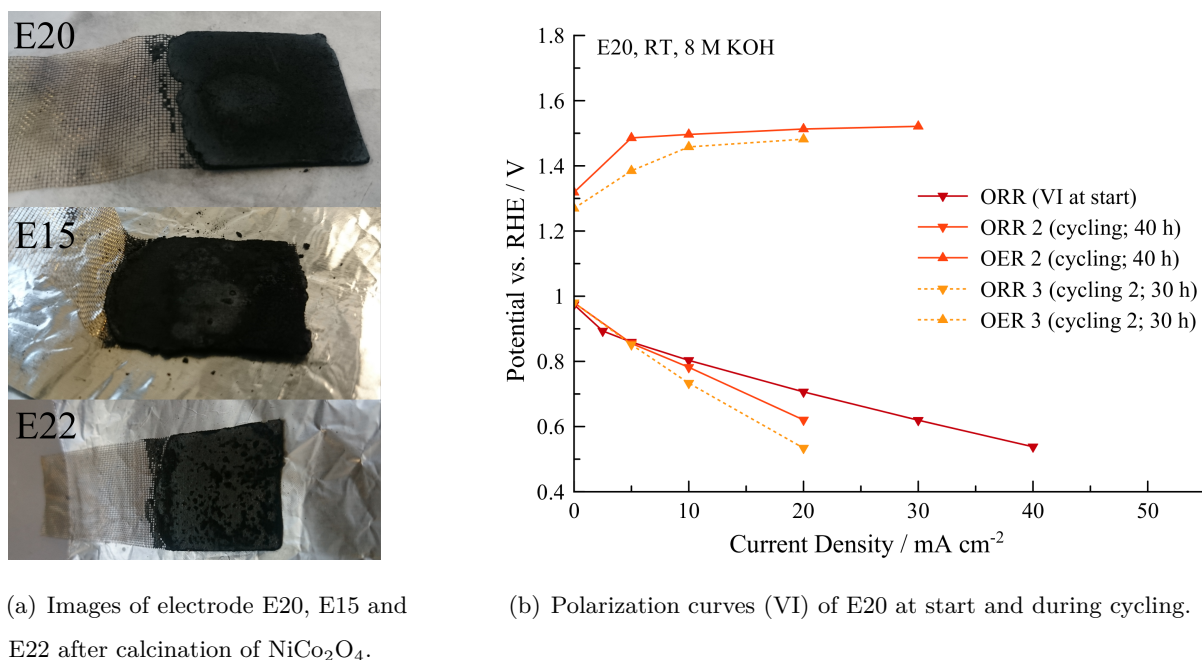 E20
E15
E22
E20, RT, 8 M KOH
1.8
1.6
1.4
1.2
1
0.8
0.6
0.4
Potential vs. RHE / V
ORR (VI at start)
ORR 2 (cycling; 40 h)
OER 2 (cycling; 40 h)
ORR 3 (cycling 2; 30 h)
OER 3 (cycling 2; 30 h)
0 10 20 30 40 50
Current Density / mA cm⁻²
(a) Images of electrode E20, E15 and
E22 after calcination of NiCo₂O₄.
(b) Polarization curves (VI) of E20 at start and during cycling.